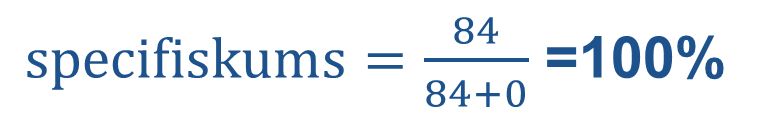 specifiskums = 84/84+0 =100%